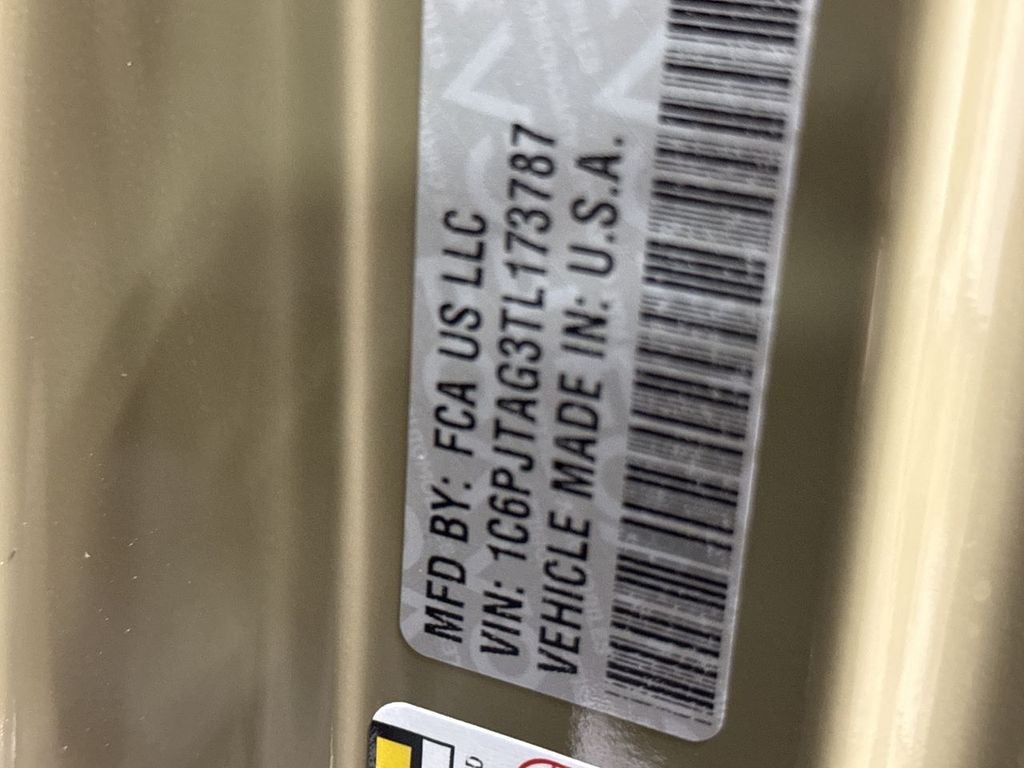 MFD BY: FCA US LLC
VIN: 1C6PJTAG3TL173787
VEHICLE MADE IN: U.S.A.